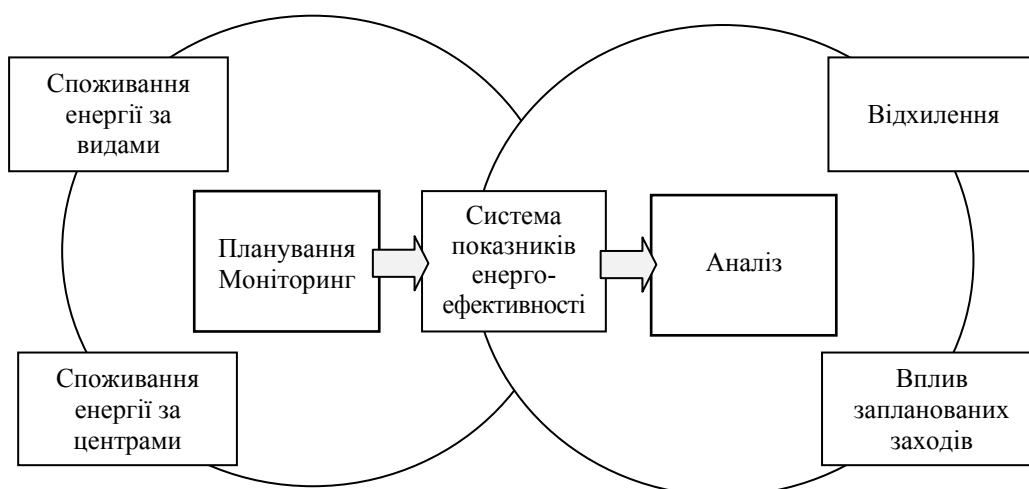 Споживання
енергії за
видами
Відхилення
Планування
Моніторинг
Система
показників
енерго-
ефективності
Аналіз
Споживання
енергії за
центрами
Вплив
запланованих
заходів